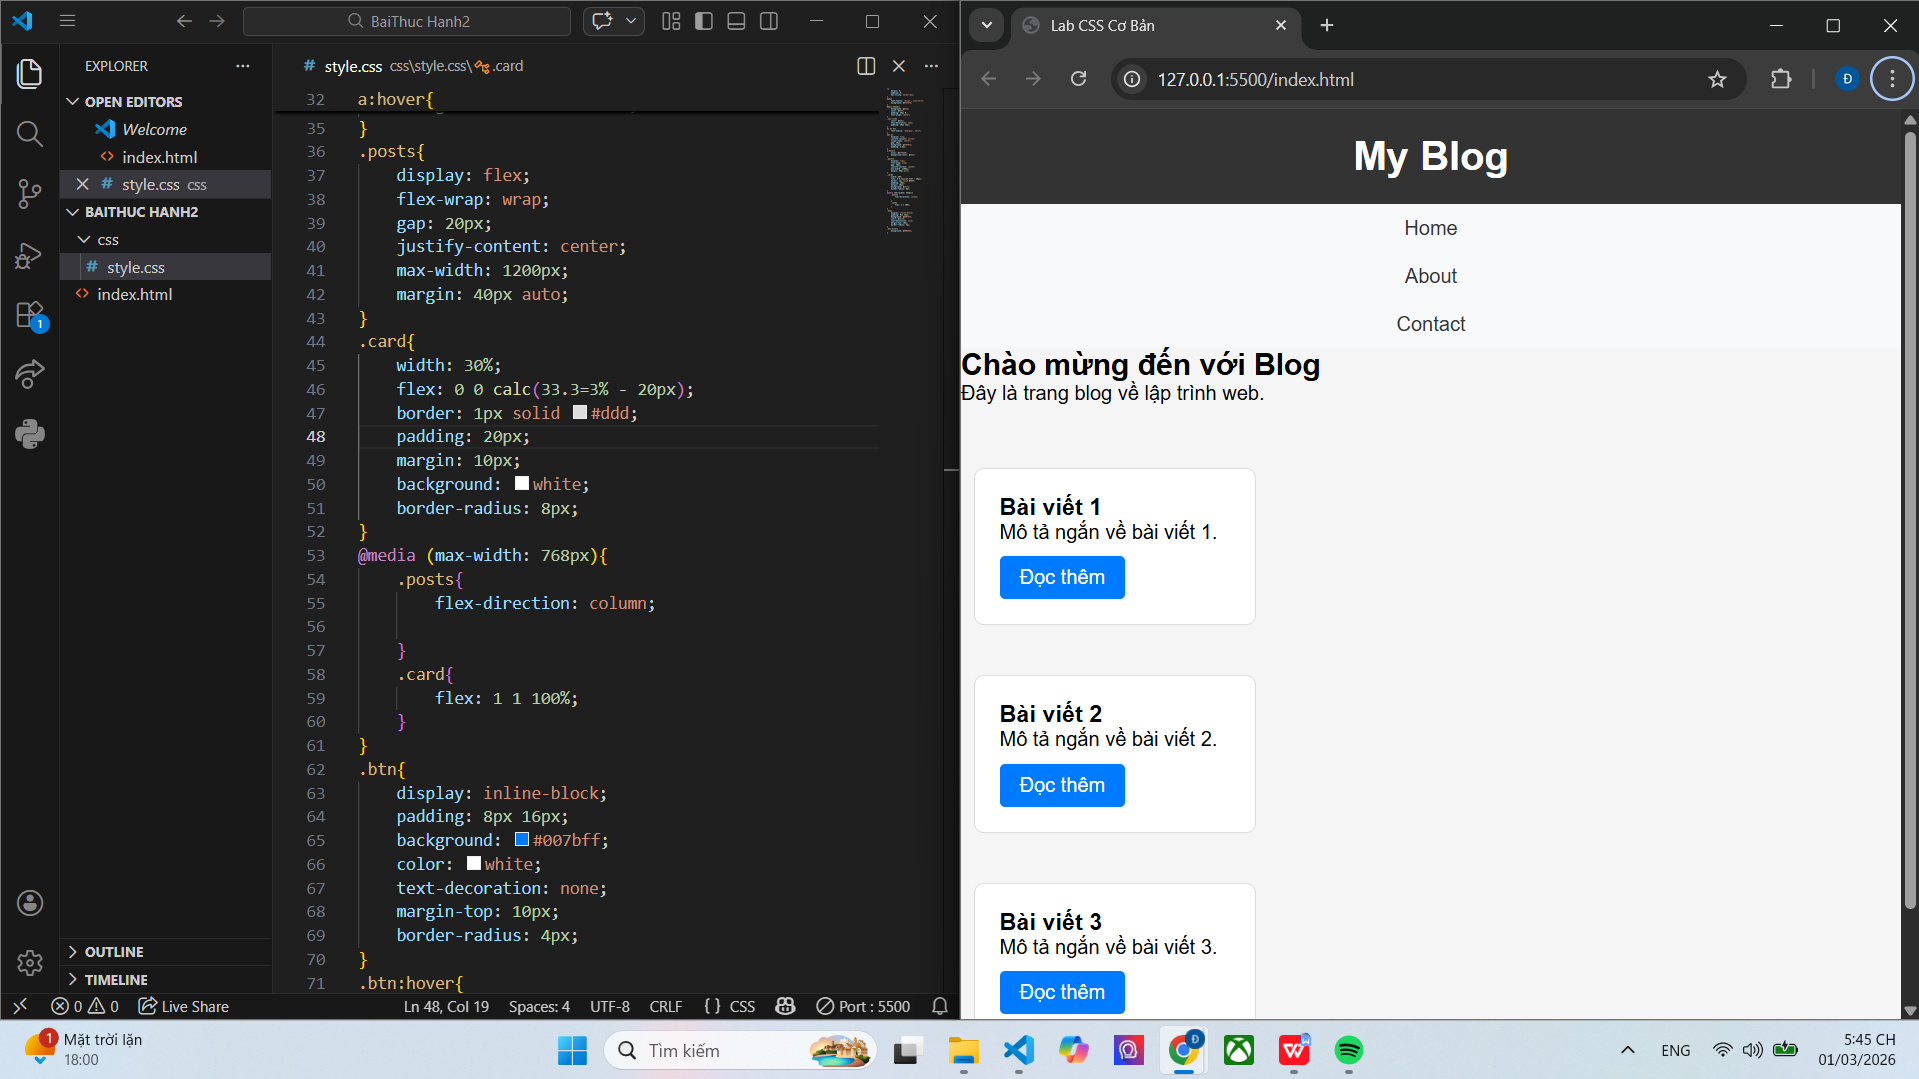 BaiThuc Hanh2
EXPLORER
OPEN EDITORS
Welcome
index.html
style.css css
BAITHUC HANH2
css
style.css
index.html
1
OUTLINE
TIMELINE
# style.css css\style.css\ .card
32 a:hover{
35 }
36 .posts{
37 display: flex;
38 flex-wrap: wrap;
39 gap: 20px;
40 justify-content: center;
41 max-width: 1200px;
42 margin: 40px auto;
43 }
44 .card{
45 width: 30%;
46 flex: 0 0 calc(33.3=3% - 20px);
47 border: 1px solid #ddd;
48 padding: 20px;
49 margin: 10px;
50 background: white;
51 border-radius: 8px;
52 }
53 @media (max-width: 768px){
54 .posts{
55 flex-direction: column;
56
57 }
58 .card{
59 flex: 1 1 100%;
60 }
61 }
62 .btn{
63 display: inline-block;
64 padding: 8px 16px;
65 background: #007bff;
66 color: white;
67 text-decoration: none;
68 margin-top: 10px;
69 border-radius: 4px;
70 }
71 .btn:hover{
0 0 Live Share Ln 48, Col 19 Spaces: 4 UTF-8 CRLF {} CSS Port : 5500
Lab CSS Cơ Bản
127.0.0.1:5500/index.html
Đ
My Blog
Home
About
Contact
Chào mừng đến với Blog
Đây là trang blog về lập trình web.
Bài viết 1
Mô tả ngắn về bài viết 1.
Đọc thêm
Bài viết 2
Mô tả ngắn về bài viết 2.
Đọc thêm
Bài viết 3
Mô tả ngắn về bài viết 3.
Đọc thêm
1
Mặt trời lặn
18:00
Tìm kiếm
Đ
ENG
5:45 CH
01/03/2026